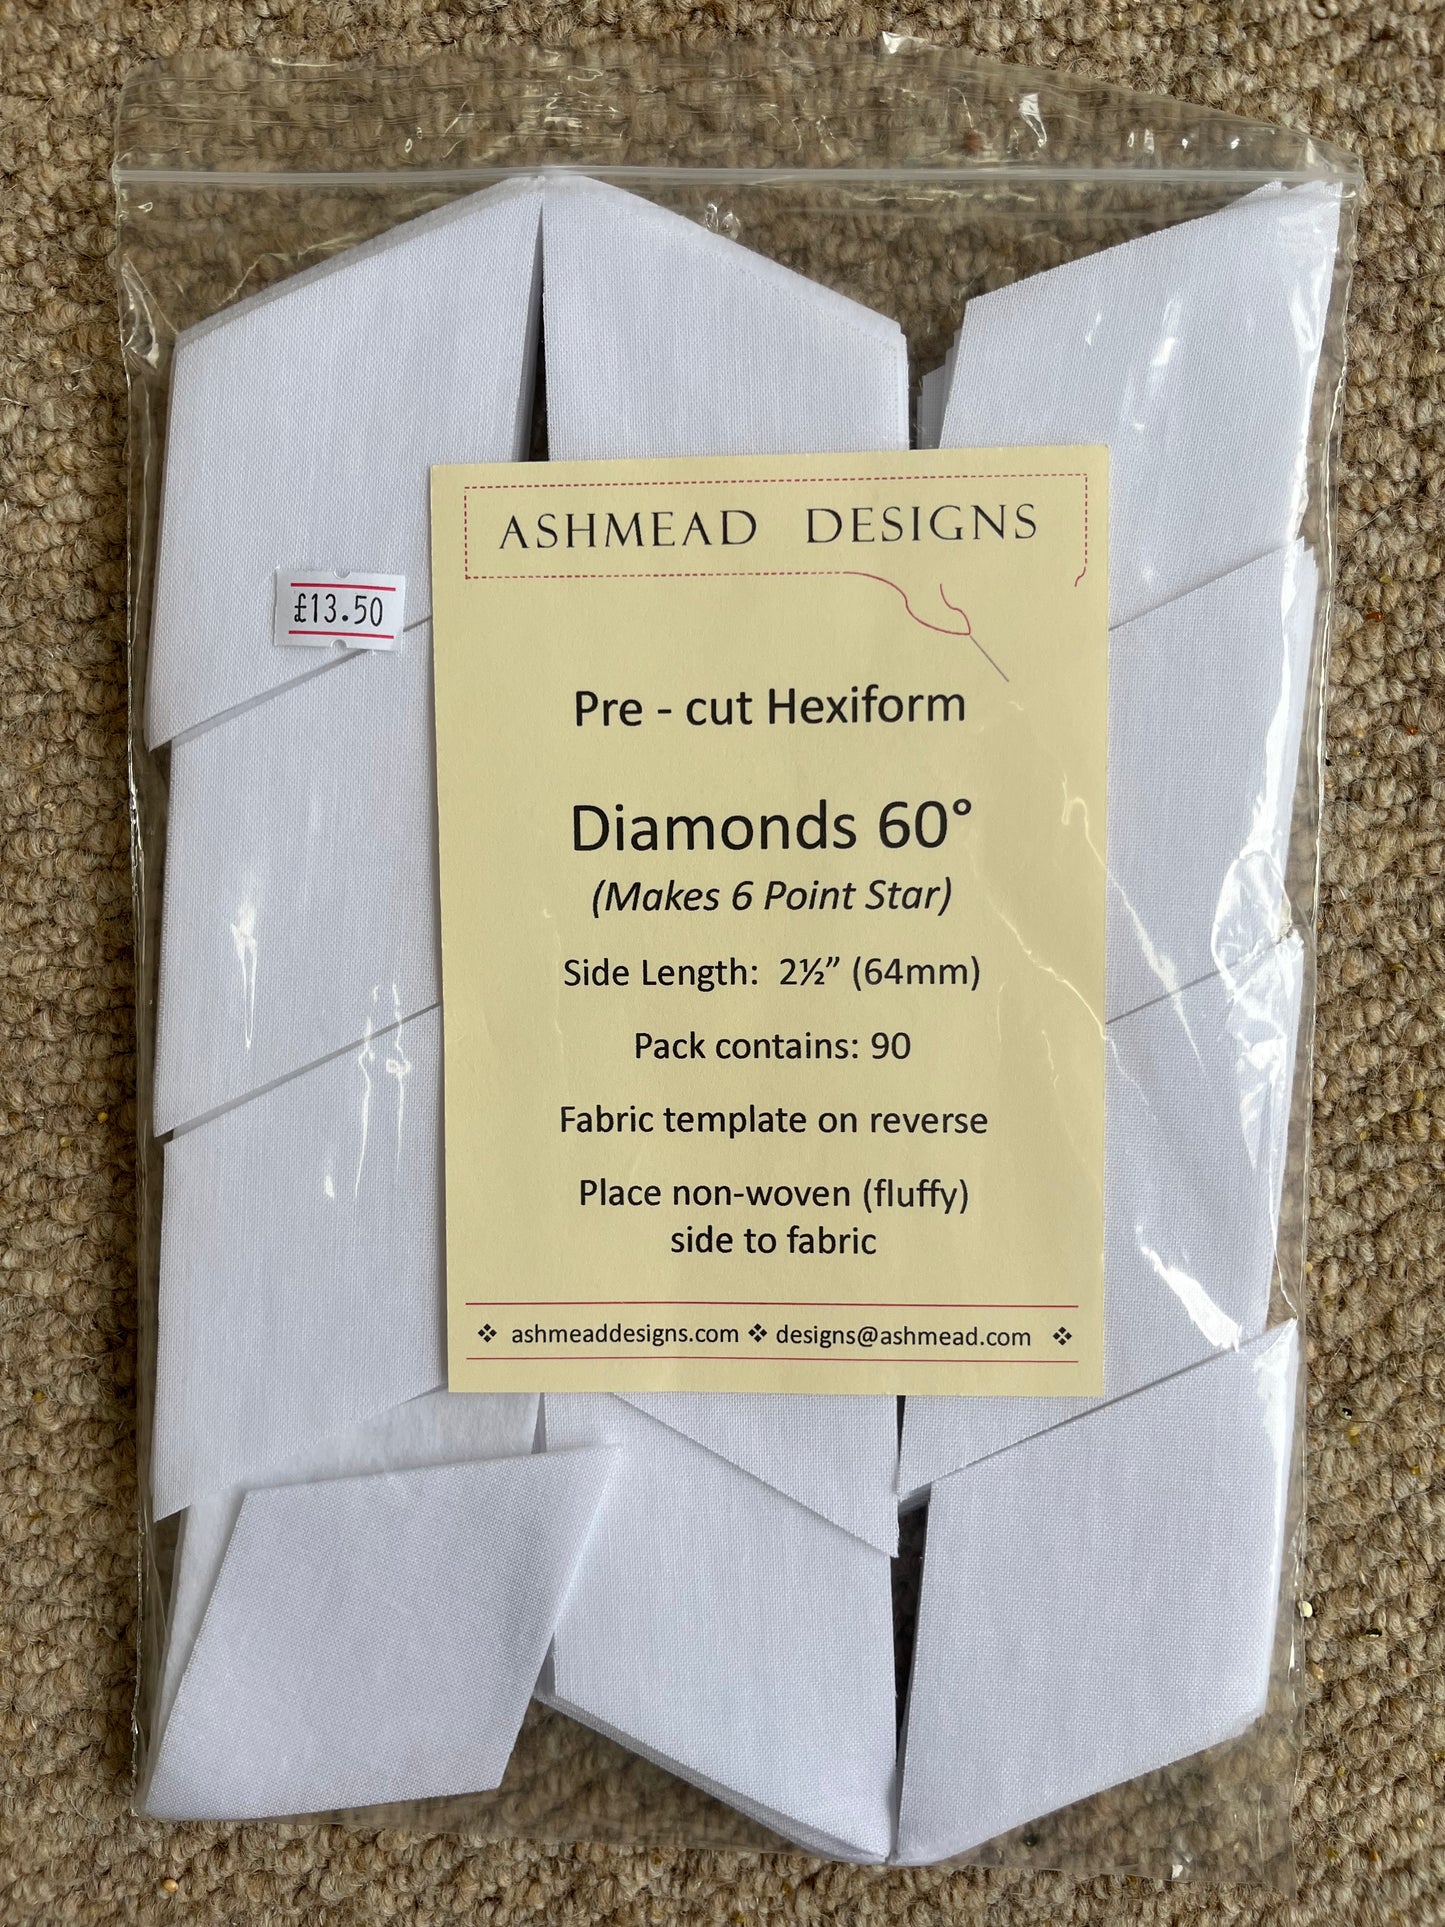 ASHMEAD DESIGNS
£13.50
Pre - cut Hexiform
Diamonds 60°
(Makes 6 Point Star)
Side Length: 2½” (64mm)
Pack contains: 90
Fabric template on reverse
Place non-woven (fluffy)
side to fabric
❖ ashmeaddesigns.com ❖ designs@ashmead.com ❖